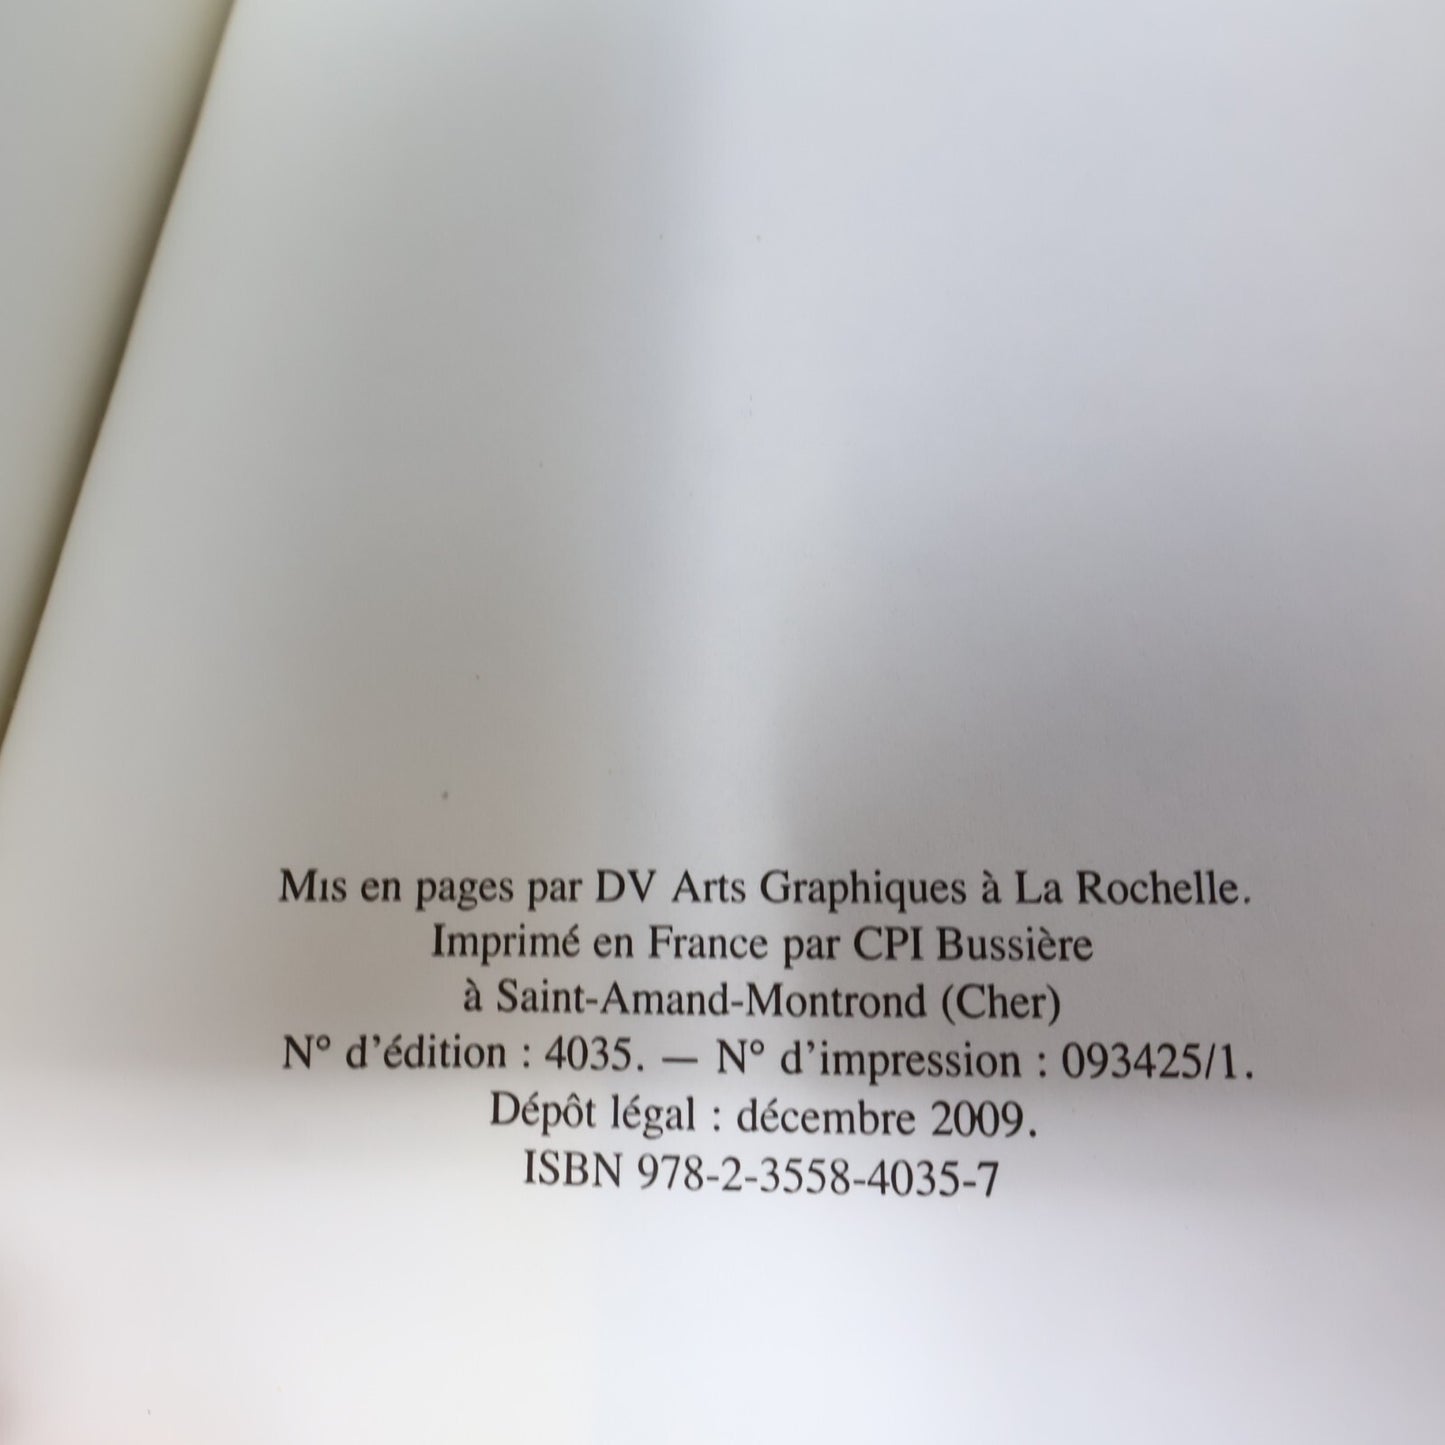 Mis en pages par DV Arts Graphiques à La Rochelle.
Imprimé en France par CPI Bussière
à Saint-Amand-Montrond (Cher)
N° d'édition : 4035. — N° d'impression : 093425/1.
Dépôt légal : décembre 2009.
ISBN 978-2-3558-4035-7